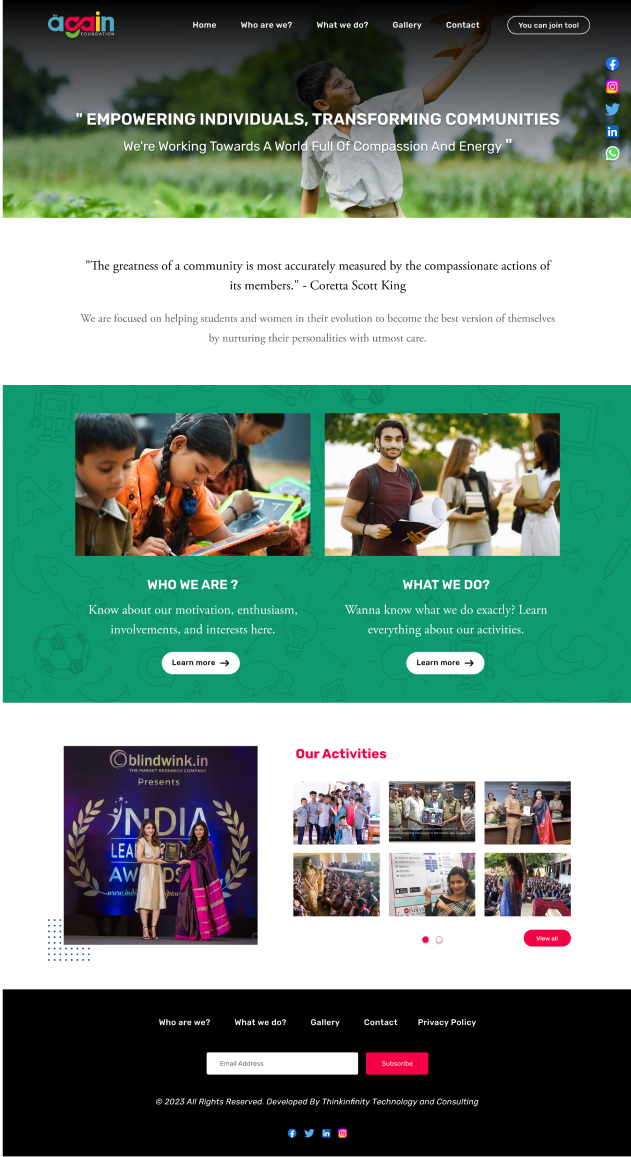 again
FOUNDATION
Home Who are we? What we do? Gallery Contact You can join too!
" EMPOWERING INDIVIDUALS, TRANSFORMING COMMUNITIES
We're Working Towards A World Full Of Compassion And Energy "
"The greatness of a community is most accurately measured by the compassionate actions of
its members." - Coretta Scott King
We are focused on helping students and women in their evolution to become the best version of themselves
by nurturing their personalities with utmost care.
WHO WE ARE ?
Know about our motivation, enthusiasm,
involvements, and interests here.
Learn more
WHAT WE DO?
Wanna know what we do exactly? Learn
everything about our activities.
Learn more
blindwink.in
THE MARKET RESEARCH COMPANY
Presents
INDIA
AWARDS
Our Activities
View all
Who are we? What we do? Gallery Contact Privacy Policy
Email Address Subscribe
© 2023 All Rights Reserved. Developed By Thinkinfinity Technology and Consulting